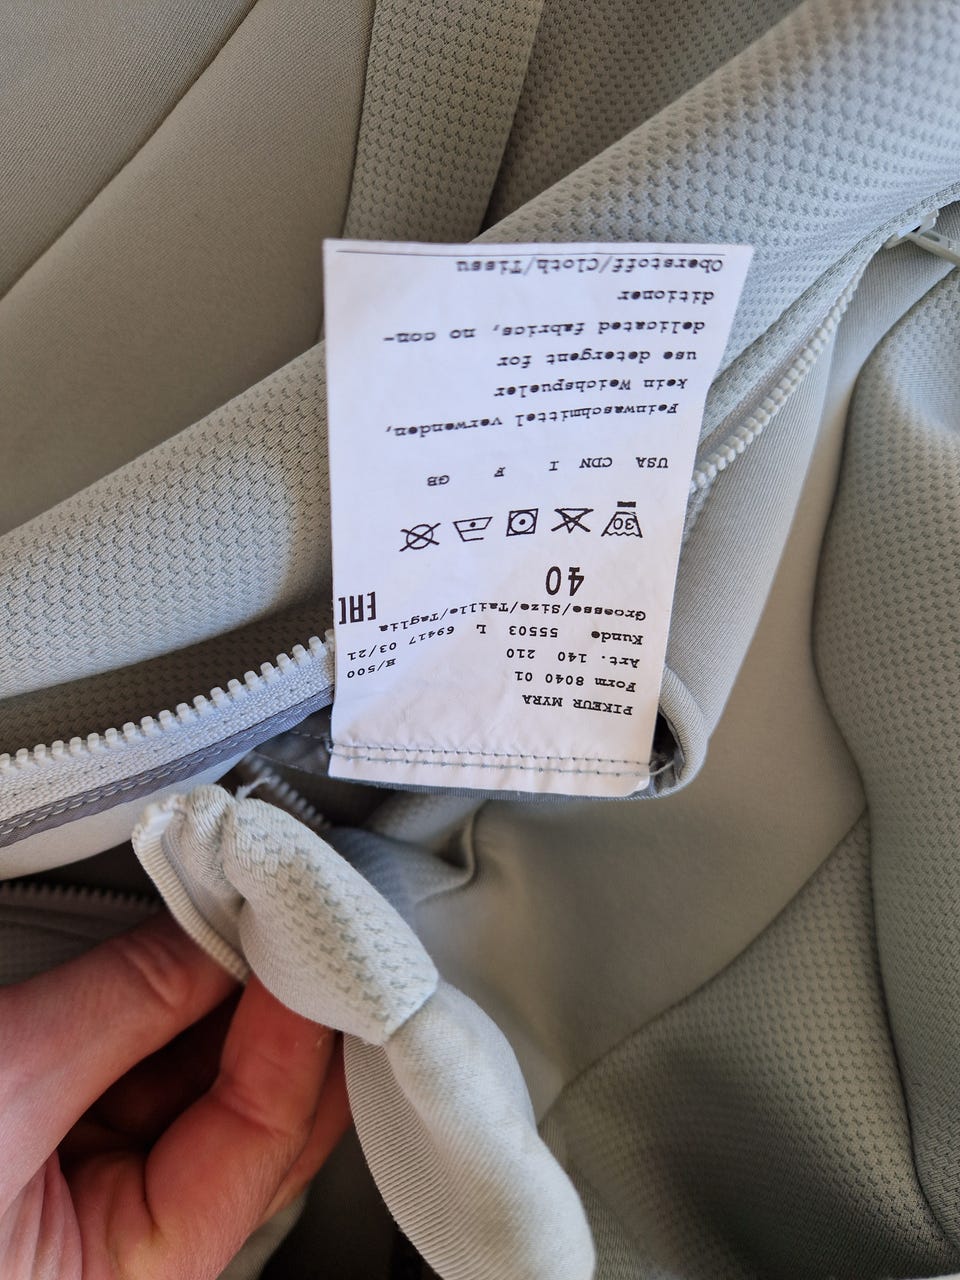 PIKEUR MYRA
Form 8040 01
Art. 140 210 H/500
Kunde 55503 L 69417 03/21
Groesse/Size/Taille/Taglia
40 EAC
30
USA CDN I F GB
Feinwaschmittel verwenden,
kein Weichspueler
use detergent for
delicated fabrics, no con-
ditioner
Oberstoff/Cloth/Tissu